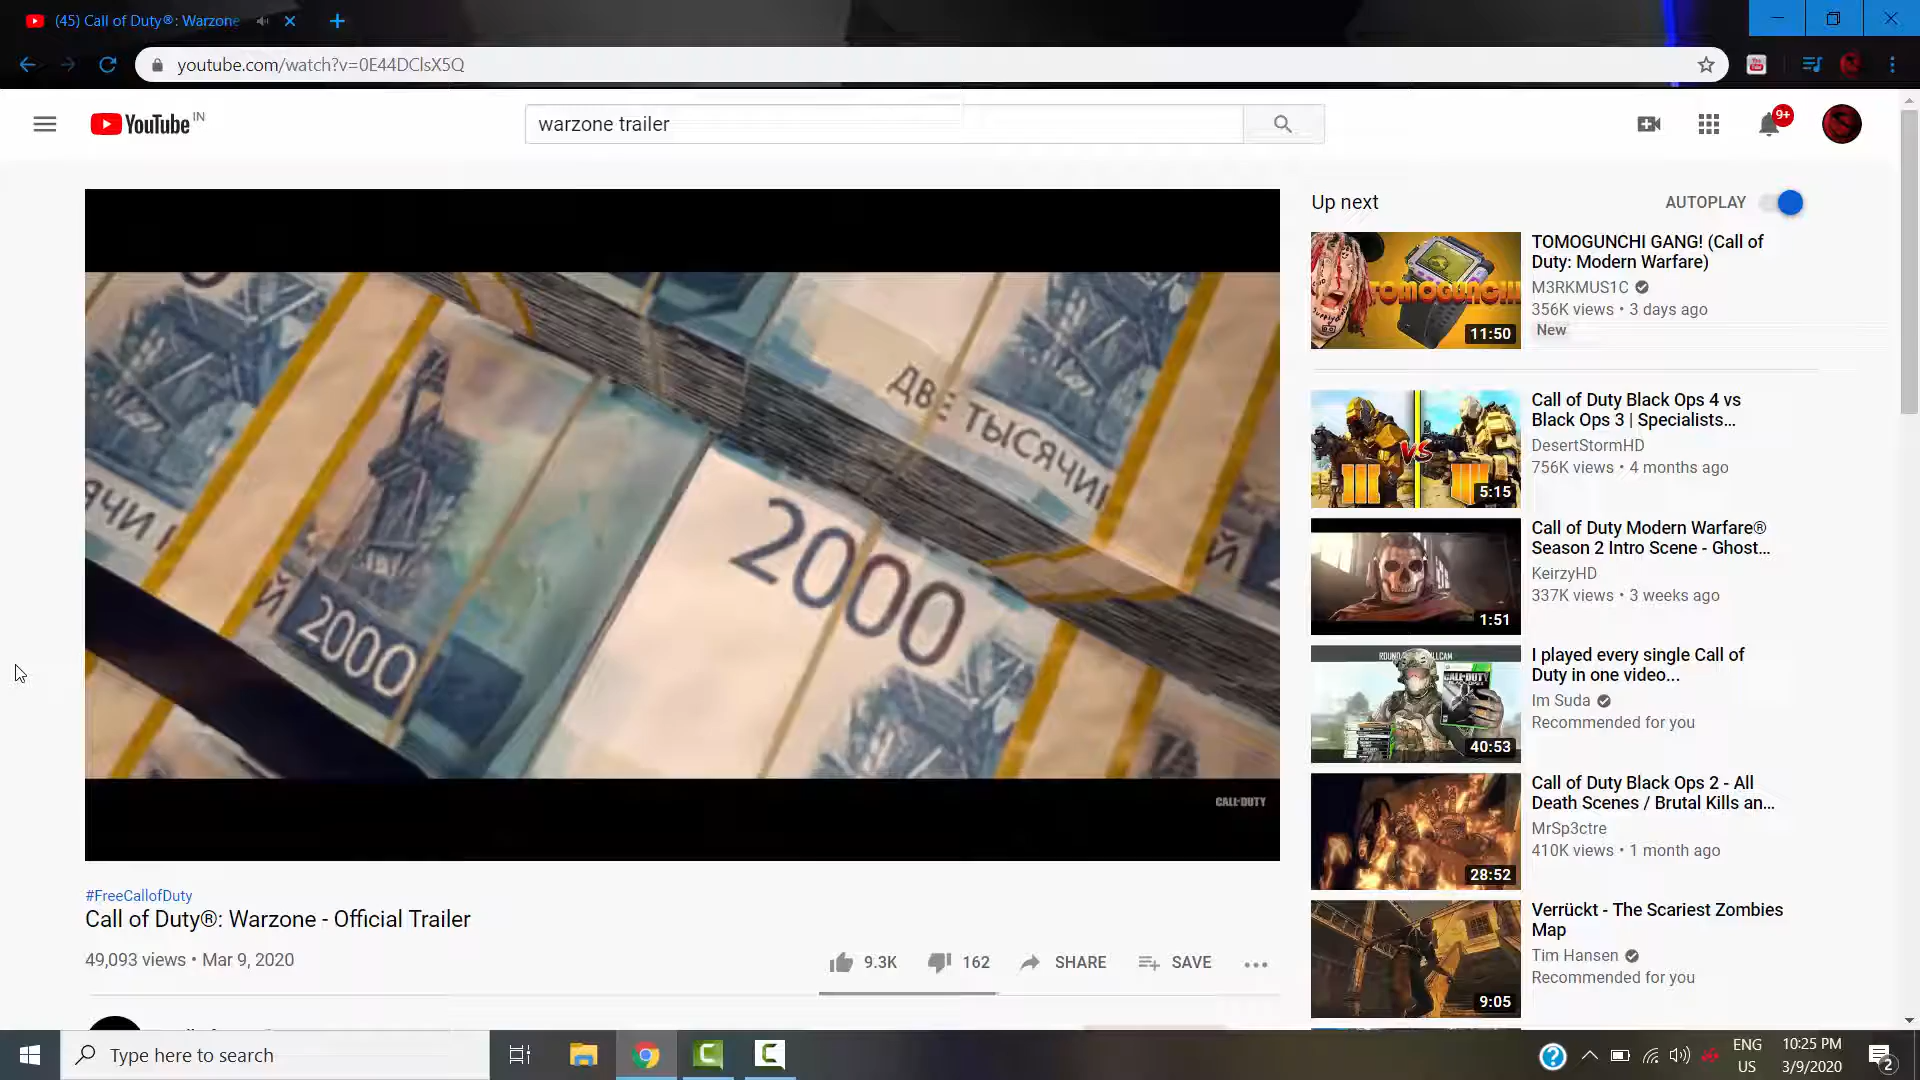 (45) Call of Duty®: Warzone
youtube.com/watch?v=0E44DClsX5Q
YouTube IN
warzone trailer
9+
ДВЕ ТЫСЯЧИ
2000
2000
CALL OF DUTY
#FreeCallofDuty
Call of Duty®: Warzone - Official Trailer
49,093 views • Mar 9, 2020
9.3K
162
SHARE
SAVE
Up next
AUTOPLAY
TOMOGUNCHI
11:50
TOMOGUNCHI GANG! (Call of
Duty: Modern Warfare)
M3RKMUS1C
356K views • 3 days ago
New
VS
5:15
Call of Duty Black Ops 4 vs
Black Ops 3 | Specialists...
DesertStormHD
756K views • 4 months ago
1:51
Call of Duty Modern Warfare®
Season 2 Intro Scene - Ghost...
KeirzyHD
337K views • 3 weeks ago
CALL OF DUTY
40:53
I played every single Call of
Duty in one video...
Im Suda
Recommended for you
28:52
Call of Duty Black Ops 2 - All
Death Scenes / Brutal Kills an...
MrSp3ctre
410K views • 1 month ago
9:05
Verrückt - The Scariest Zombies
Map
Tim Hansen
Recommended for you
Type here to search
ENG
US
10:25 PM
3/9/2020
2